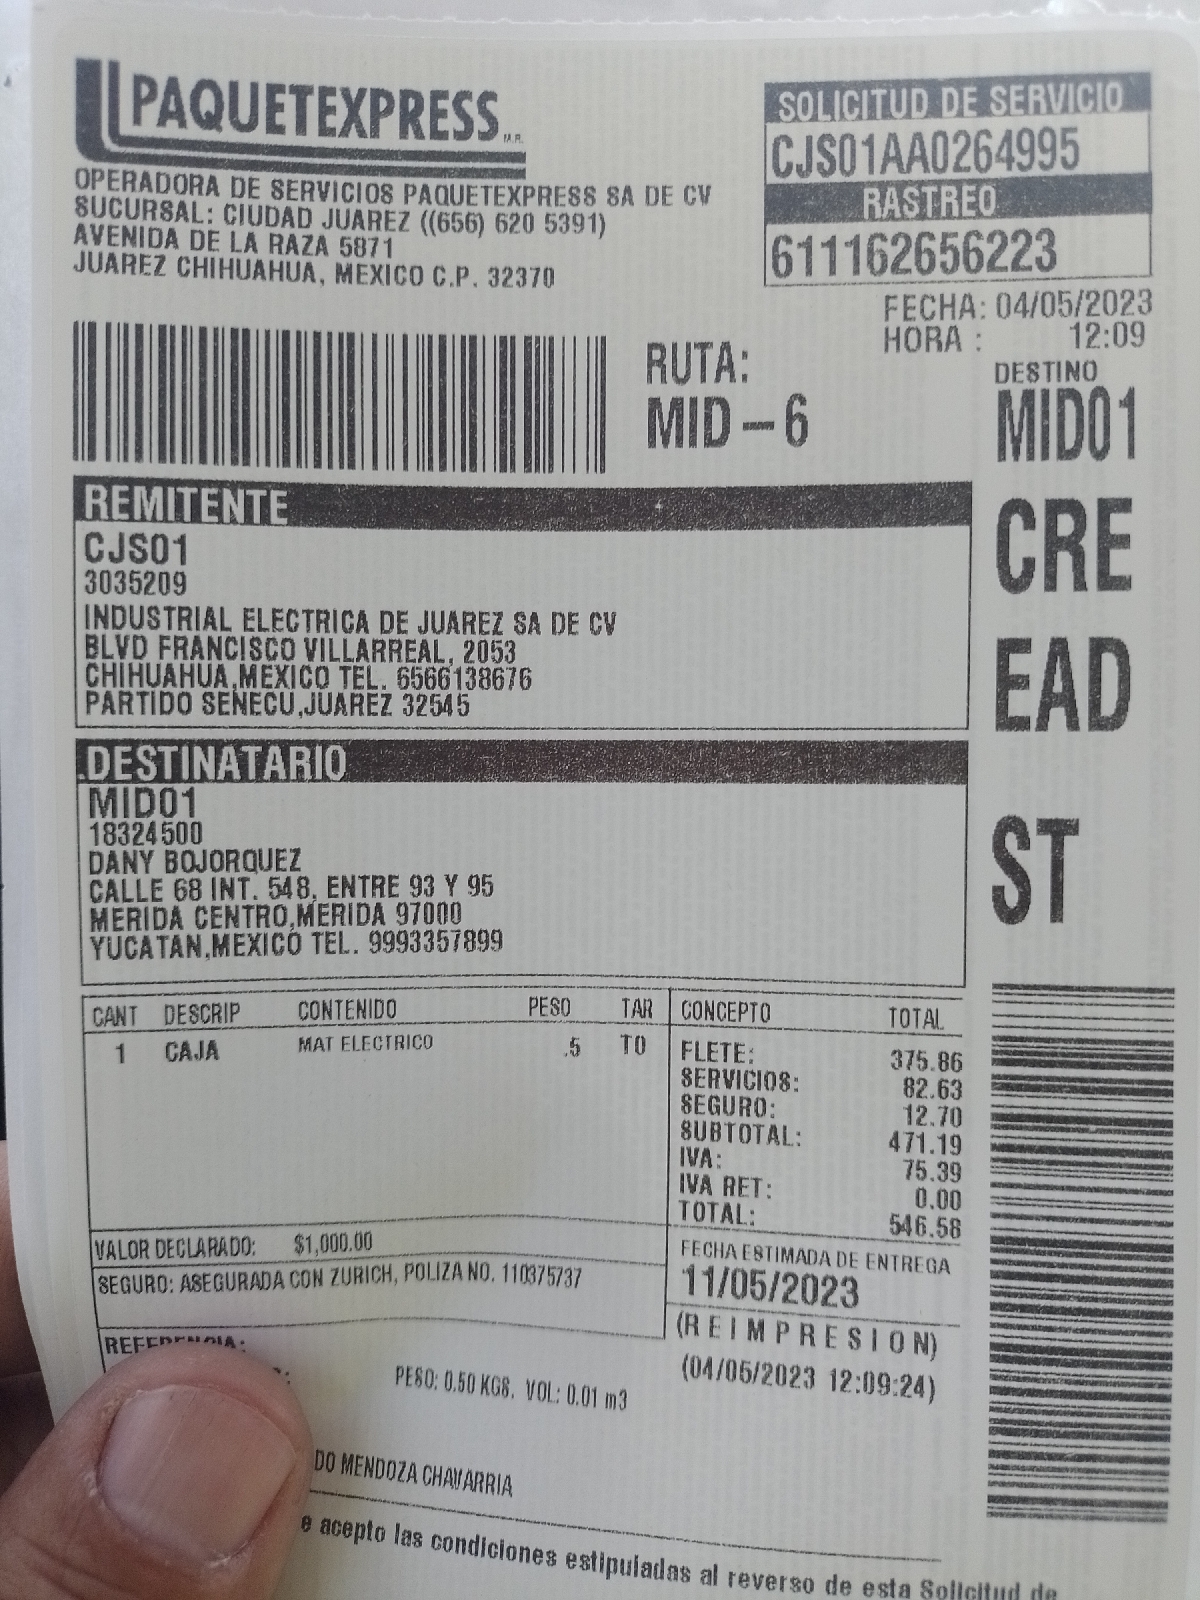 PAQUETEXPRESS M.R.
OPERADORA DE SERVICIOS PAQUETEXPRESS SA DE CV
SUCURSAL: CIUDAD JUAREZ ((656) 620 5391)
AVENIDA DE LA RAZA 5871
JUAREZ CHIHUAHUA, MEXICO C.P. 32370
SOLICITUD DE SERVICIO
CJS01AA0264995
RASTREO
611162656223
FECHA: 04/05/2023
HORA : 12:09
RUTA:
MID – 6
DESTINO
MID01
CRE
EAD
ST
REMITENTE
CJS01
3035209
INDUSTRIAL ELECTRICA DE JUAREZ SA DE CV
BLVD FRANCISCO VILLARREAL, 2053
CHIHUAHUA,MEXICO TEL. 6566138676
PARTIDO SENECU,JUAREZ 32545
.DESTINATARIO
MID01
18324500
DANY BOJORQUEZ
CALLE 68 INT. 548, ENTRE 93 Y 95
MERIDA CENTRO,MERIDA 97000
YUCATAN,MEXICO TEL. 9993357899
CANT DESCRIP CONTENIDO PESO TAR
1 CAJA MAT ELECTRICO .5 T0
CONCEPTO TOTAL
FLETE: 375.86
SERVICIOS: 82.63
SEGURO: 12.70
SUBTOTAL: 471.19
IVA: 75.39
IVA RET: 0.00
TOTAL: 546.58
VALOR DECLARADO: $1,000.00
SEGURO: ASEGURADA CON ZURICH, POLIZA NO. 110375737
FECHA ESTIMADA DE ENTREGA
11/05/2023
(REIMPRESION)
(04/05/2023 12:09:24)
REFERENCIA:
PESO: 0.50 KGS. VOL: 0.01 m3
DO MENDOZA CHAVARRIA
e acepto las condiciones estipuladas al reverso de esta Solicitud de